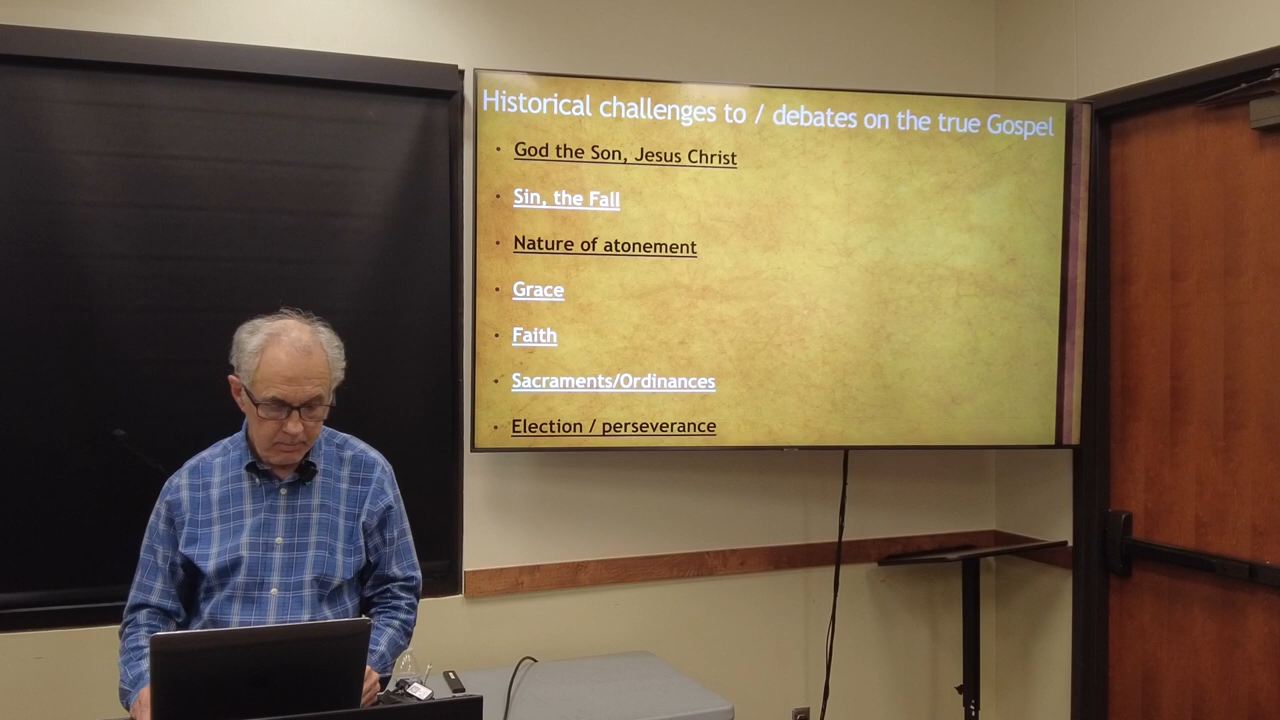 Historical challenges to / debates on the true Gospel
• God the Son, Jesus Christ
• Sin, the Fall
• Nature of atonement
• Grace
• Faith
• Sacraments/Ordinances
• Election / perseverance